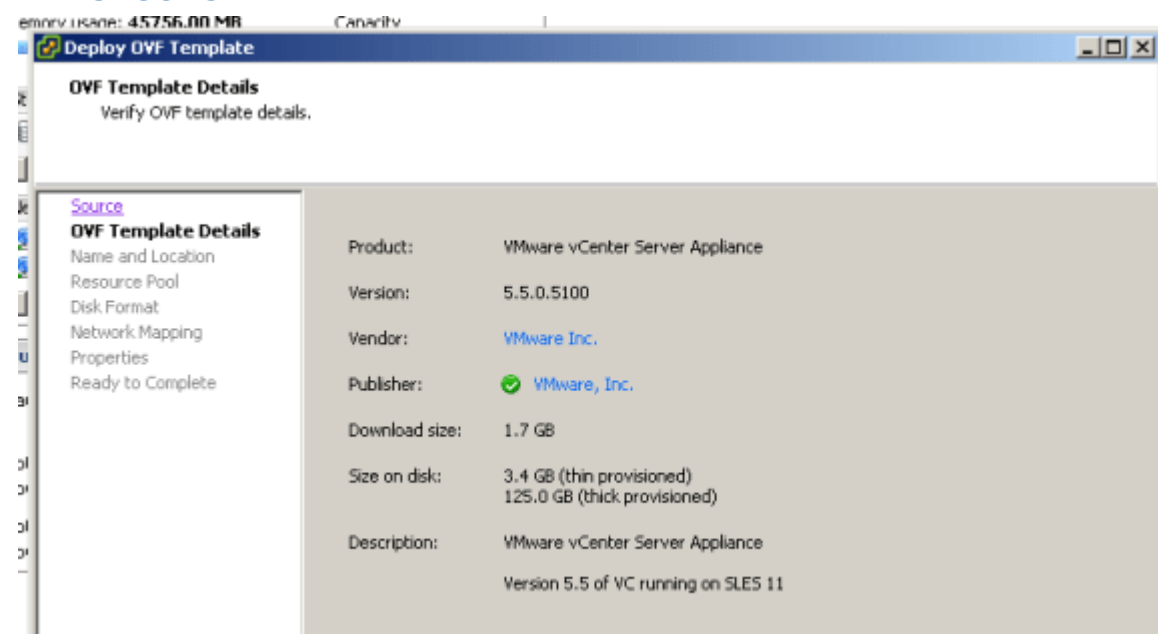 emory usage: 45756.00 MB
Capacity
Deploy OVF Template
OVF Template Details
Verify OVF template details.
Source
OVF Template Details
Name and Location
Resource Pool
Disk Format
Network Mapping
Properties
Ready to Complete
Product: VMware vCenter Server Appliance
Version: 5.5.0.5100
Vendor: VMware Inc.
Publisher: VMware, Inc.
Download size: 1.7 GB
Size on disk: 3.4 GB (thin provisioned)
125.0 GB (thick provisioned)
Description: VMware vCenter Server Appliance
Version 5.5 of VC running on SLES 11